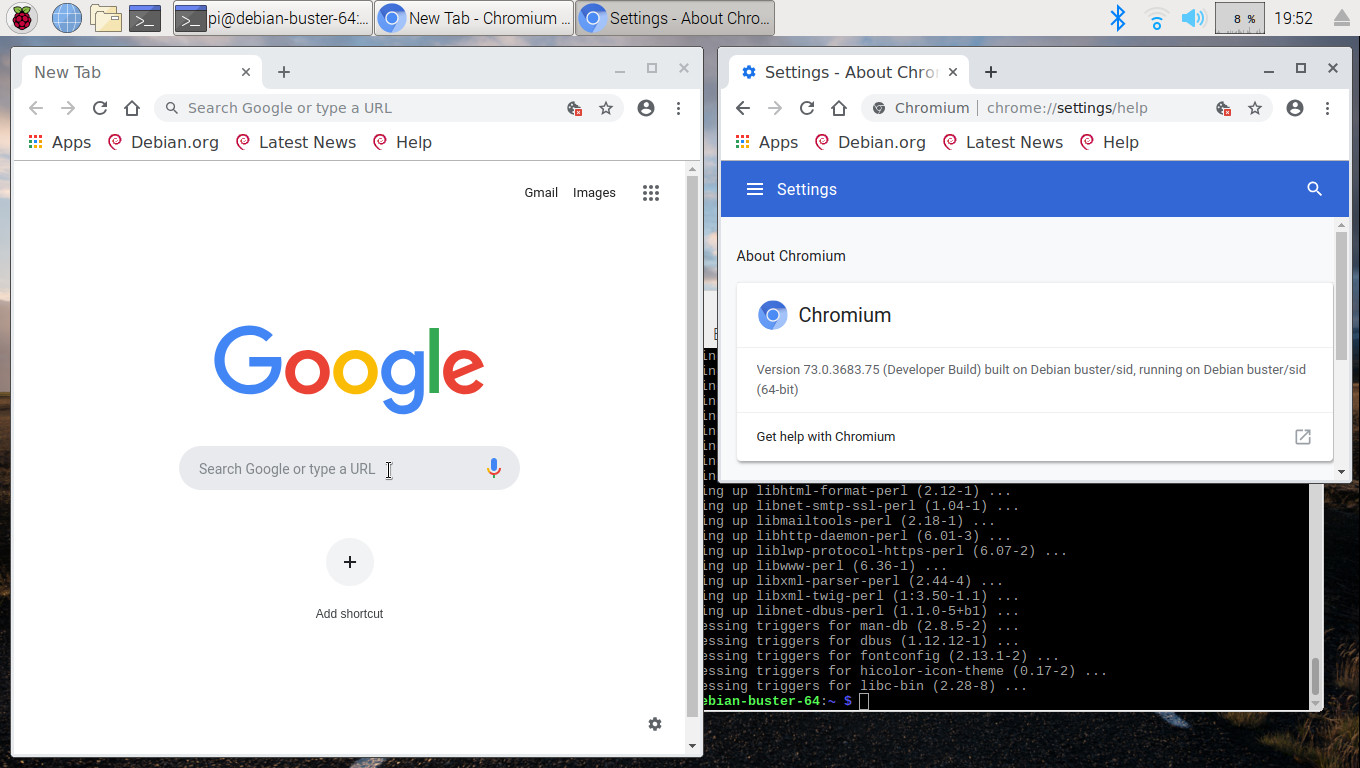 pi@debian-buster-64:...
New Tab - Chromium ...
Settings - About Chro...
8 %
19:52
New Tab
Search Google or type a URL
Apps
Debian.org
Latest News
Help
Gmail
Images
Google
Search Google or type a URL
Add shortcut
Settings - About Chro
Chromium | chrome://settings/help
Apps
Debian.org
Latest News
Help
Settings
About Chromium
Chromium
Version 73.0.3683.75 (Developer Build) built on Debian buster/sid, running on Debian buster/sid
(64-bit)
Get help with Chromium
ing up libhtml-format-perl (2.12-1) ...
ing up libnet-smtp-ssl-perl (1.04-1) ...
ing up libmailtools-perl (2.18-1) ...
ing up libhttp-daemon-perl (6.01-3) ...
ing up liblwp-protocol-https-perl (6.07-2) ...
ing up libwww-perl (6.36-1) ...
ing up libxml-parser-perl (2.44-4) ...
ing up libxml-twig-perl (1:3.50-1.1) ...
ing up libnet-dbus-perl (1.1.0-5+b1) ...
essing triggers for man-db (2.8.5-2) ...
essing triggers for dbus (1.12.12-1) ...
essing triggers for fontconfig (2.13.1-2) ...
essing triggers for hicolor-icon-theme (0.17-2) ...
essing triggers for libc-bin (2.28-8) ...
ebian-buster-64:~ $